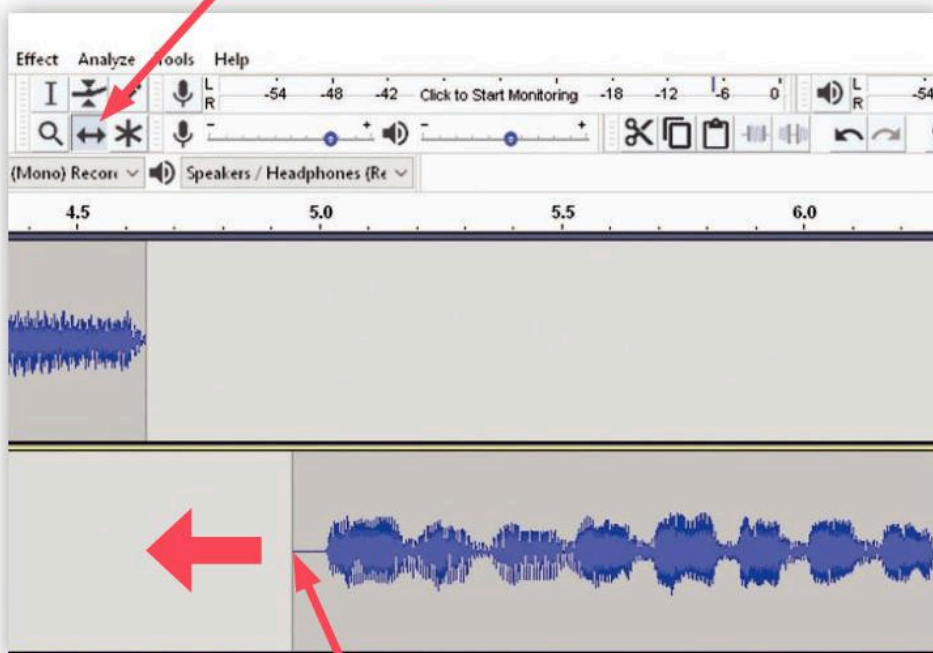 Effect Analyze Tools Help
L
R
-54 -48 -42 Click to Start Monitoring -18 -12 -6 0
L
R
-54
- +
- +
(Mono) Recor
Speakers / Headphones (Re
4.5 5.0 5.5 6.0